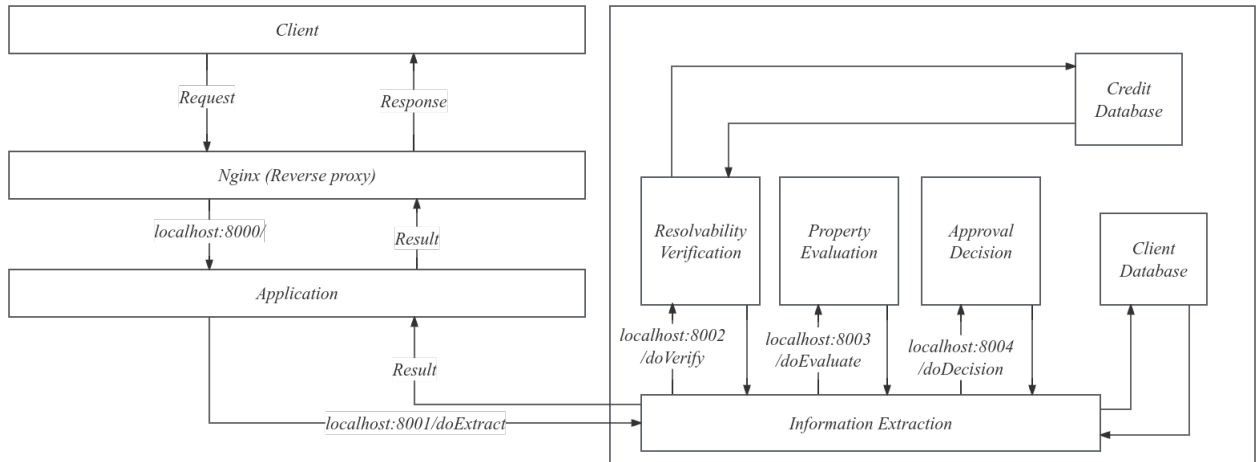 Client
Request
Response
Nginx (Reverse proxy)
localhost:8000/
Result
Application
Result
localhost:8001/doExtract
Credit
Database
Resolvability
Verification
Property
Evaluation
Approval
Decision
Client
Database
localhost:8002
/doVerify
localhost:8003
/doEvaluate
localhost:8004
/doDecision
Information Extraction